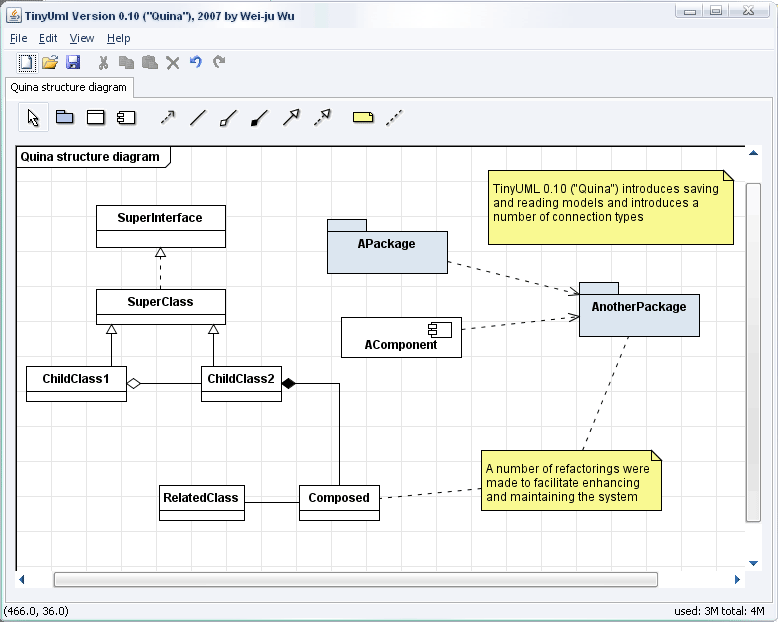 TinyUml Version 0.10 ("Quina"), 2007 by Wei-ju Wu
File Edit View Help
Quina structure diagram
Quina structure diagram
TinyUML 0.10 ("Quina") introduces saving
and reading models and introduces a
number of connection types
SuperInterface
APackage
SuperClass
AnotherPackage
AComponent
ChildClass1
ChildClass2
A number of refactorings were
made to facilitate enhancing
and maintaining the system
RelatedClass
Composed
(466.0, 36.0)
used: 3M total: 4M